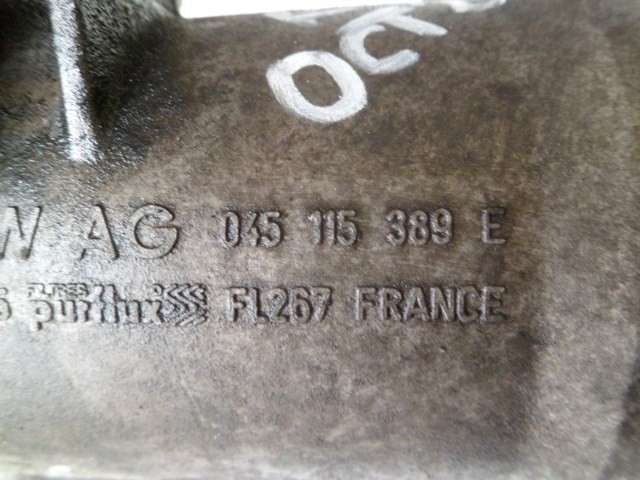 W AG 045 115 389 E
purflux FL267 FRANCE